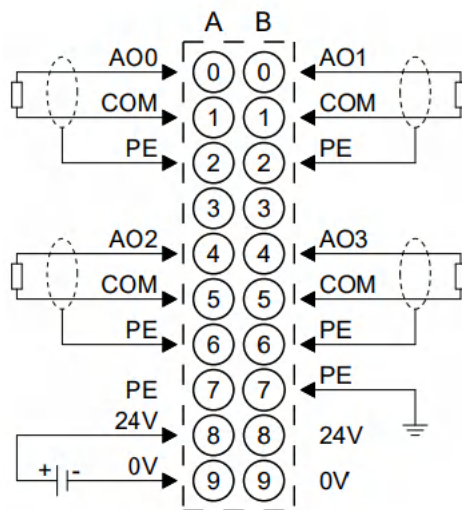 A B
AO0 0 0 AO1
COM 1 1 COM
PE 2 2 PE
3 3
AO2 4 4 AO3
COM 5 5 COM
PE 6 6 PE
PE 7 7 PE
24V 8 8 24V
+ - 0V 9 9 0V